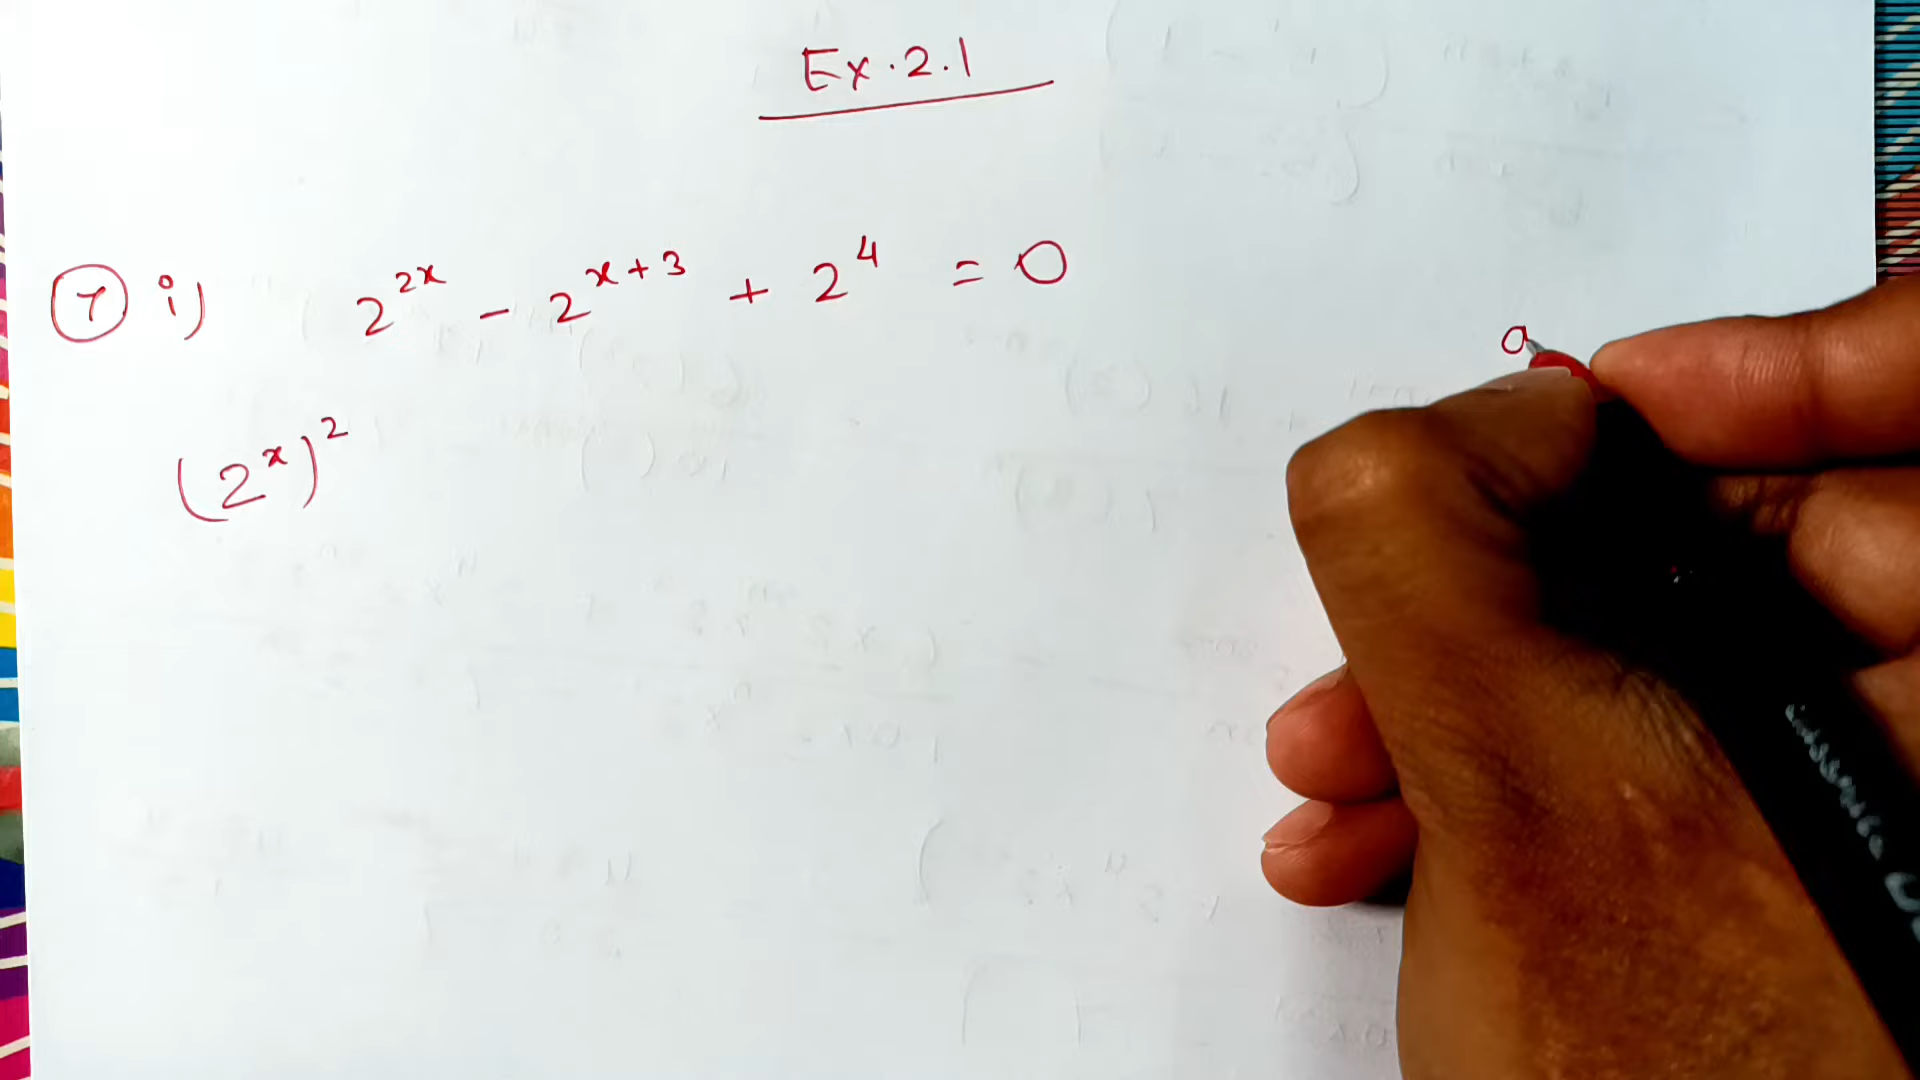 Ex.2.1
7 i) 2^{2x} - 2^{x+3} + 2^4 = 0
a
(2^x)^2